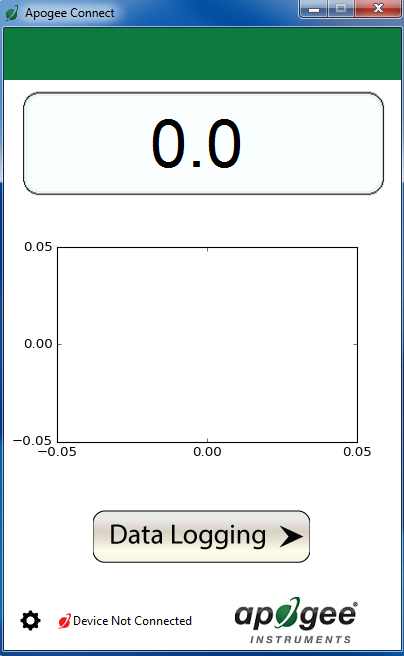 Apogee Connect
0.0
0.05
0.00
−0.05
−0.05 0.00 0.05
Data Logging
Device Not Connected
apogee®
INSTRUMENTS